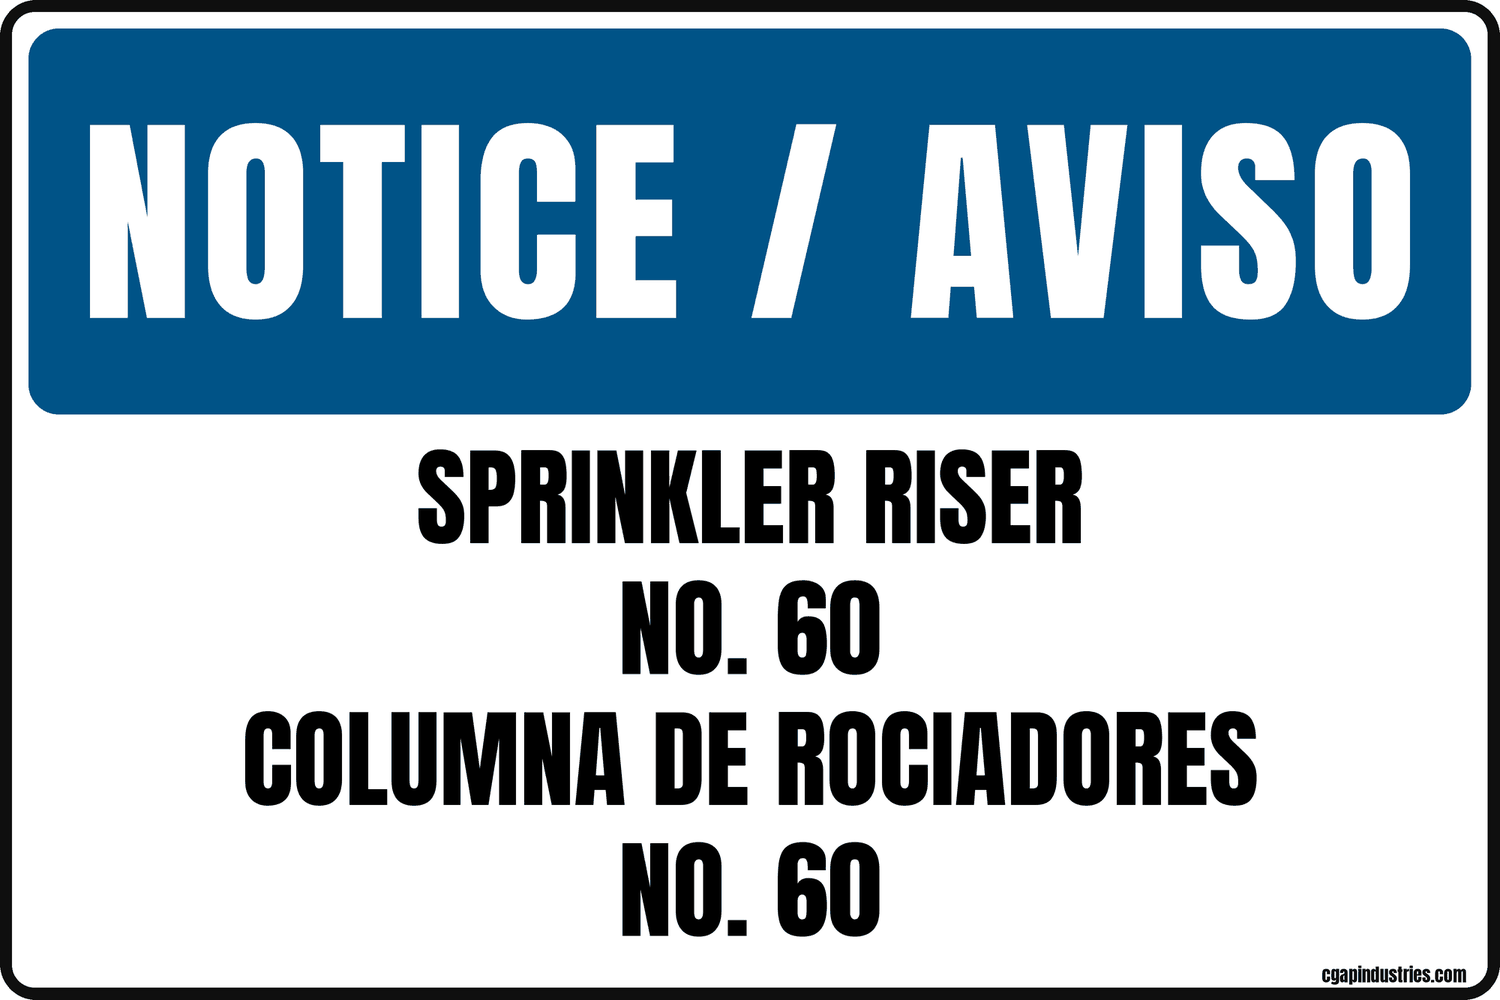 NOTICE / AVISO
SPRINKLER RISER
NO. 60
COLUMNA DE ROCIADORES
NO. 60
cgapindustries.com